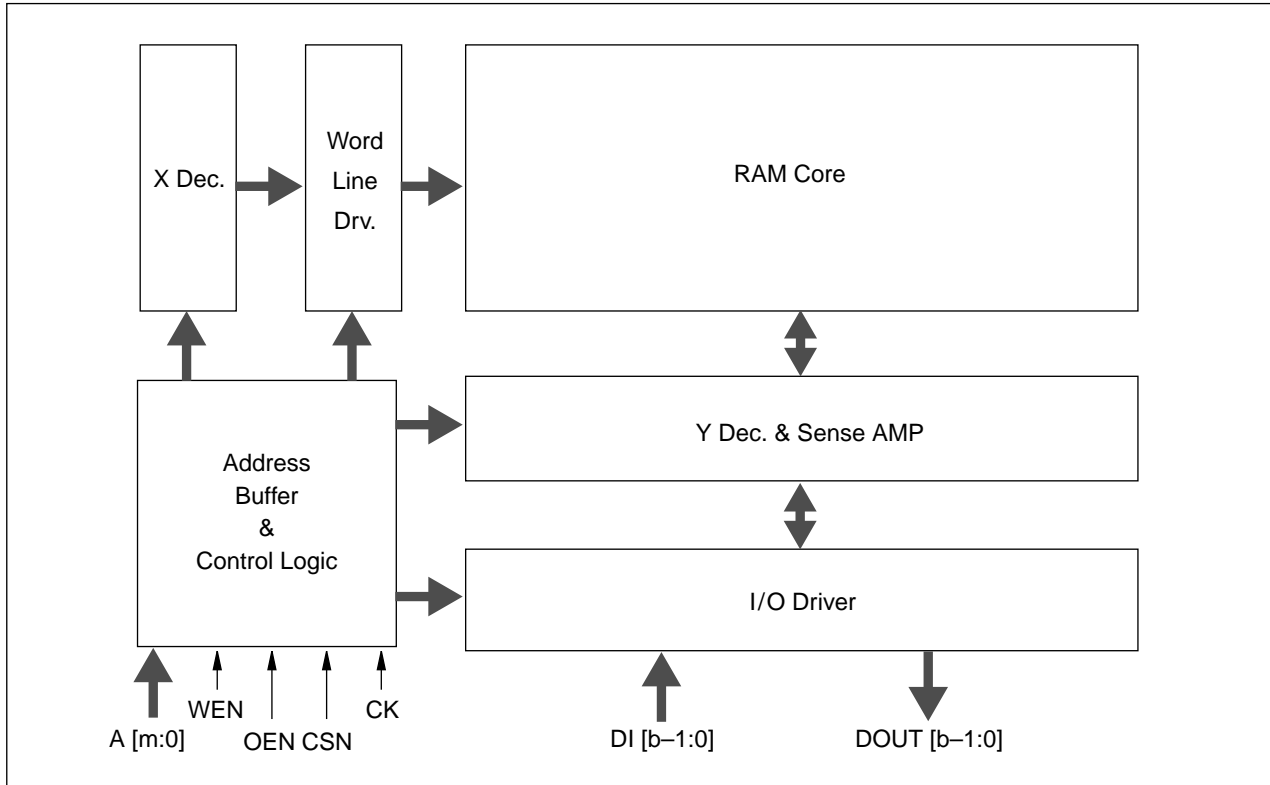 X Dec.
Word
Line
Drv.
RAM Core
Y Dec. & Sense AMP
Address
Buffer
&
Control Logic
I/O Driver
WEN
CK
A [m:0]
OEN CSN
DI [b–1:0]
DOUT [b–1:0]